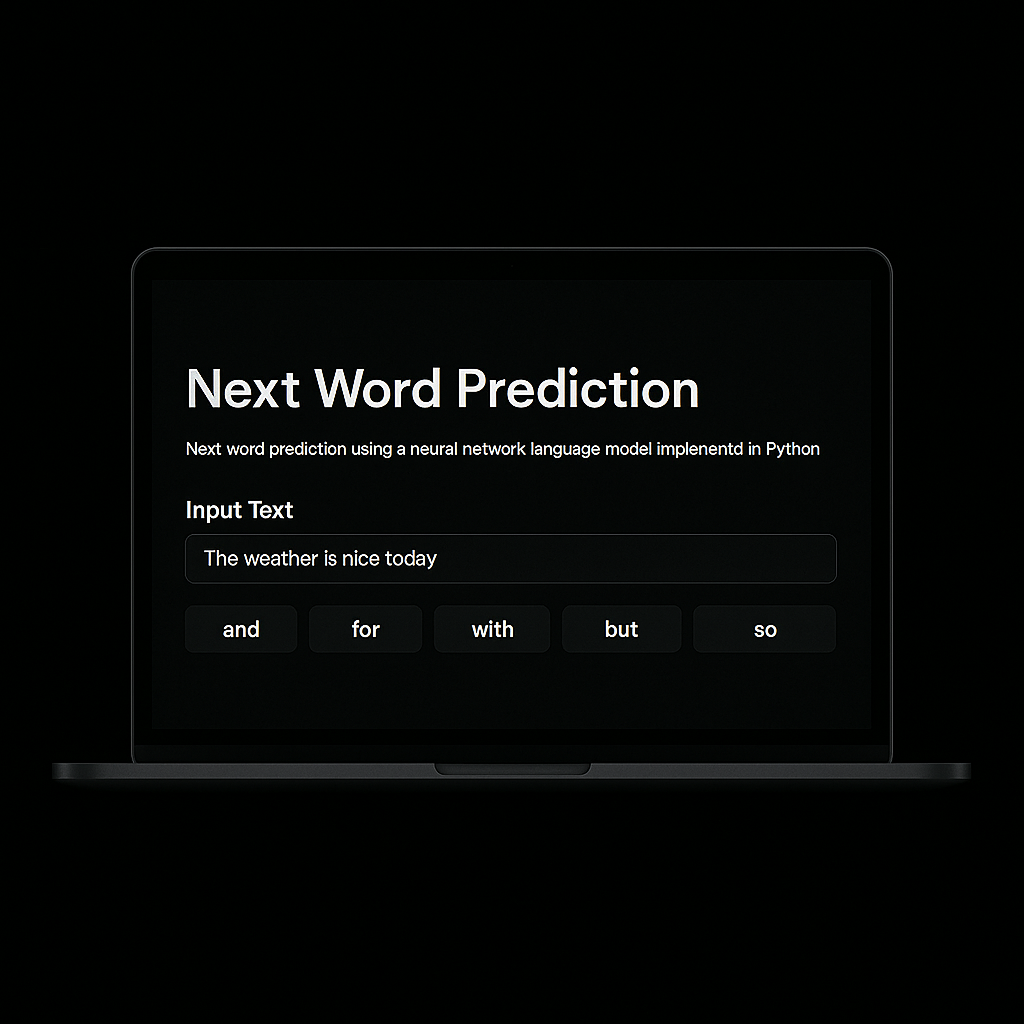 Next Word Prediction
Next word prediction using a neural network language model implenentd in Python
Input Text
The weather is nice today
and for with but so